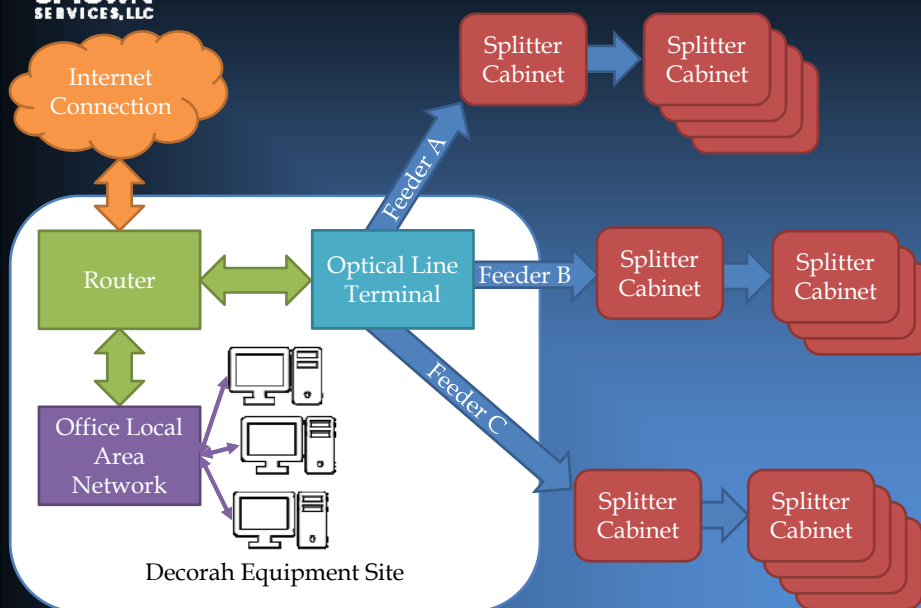 SERVICES, LLC
Internet
Connection
Splitter
Cabinet
Splitter
Cabinet
Feeder A
Router
Optical Line
Terminal
Feeder B
Splitter
Cabinet
Splitter
Cabinet
Feeder C
Office Local
Area
Network
Splitter
Cabinet
Splitter
Cabinet
Decorah Equipment Site